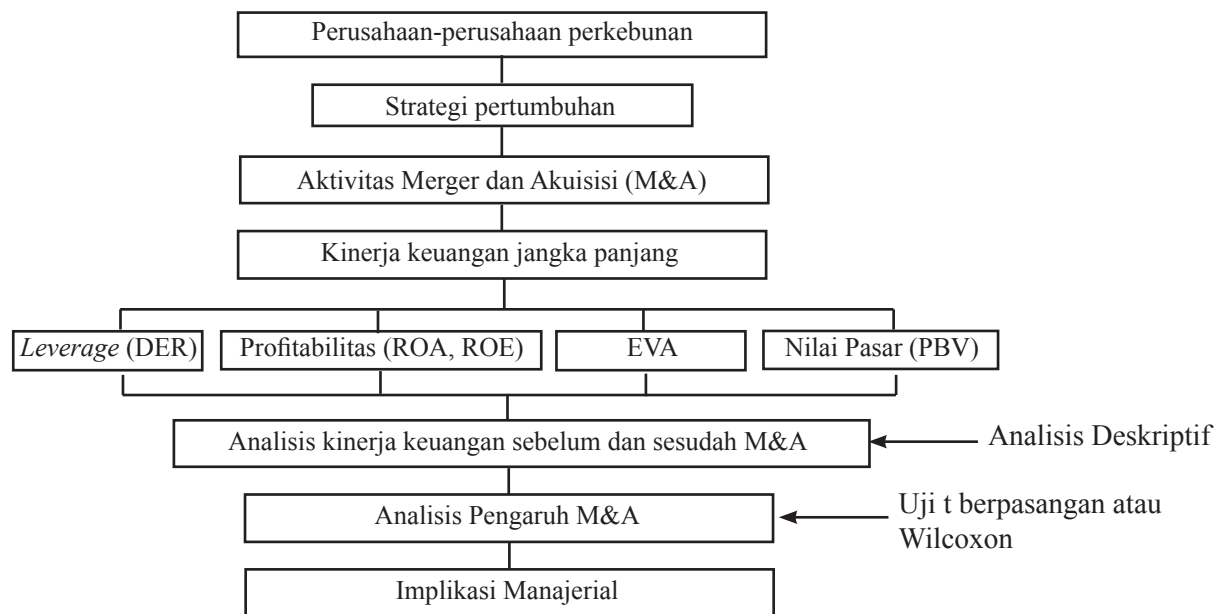 Perusahaan-perusahaan perkebunan
Strategi pertumbuhan
Aktivitas Merger dan Akuisisi (M&A)
Kinerja keuangan jangka panjang
Leverage (DER)
Profitabilitas (ROA, ROE)
EVA
Nilai Pasar (PBV)
Analisis kinerja keuangan sebelum dan sesudah M&A
Analisis Deskriptif
Analisis Pengaruh M&A
Uji t berpasangan atau
Wilcoxon
Implikasi Manajerial